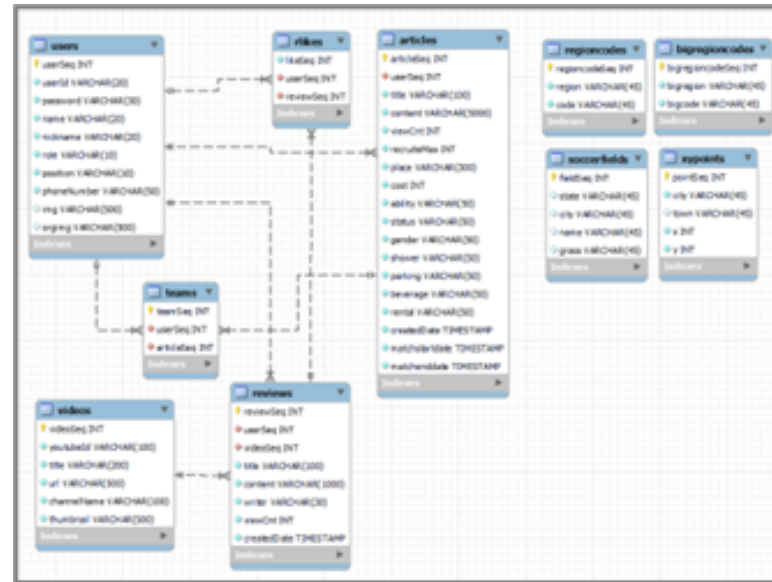 users
userSeq INT
userId VARCHAR(20)
password VARCHAR(30)
name VARCHAR(20)
nickname VARCHAR(20)
role VARCHAR(10)
position VARCHAR(10)
phoneNumber VARCHAR(50)
img VARCHAR(500)
orgImg VARCHAR(500)
Indexes
rlikes
likeSeq INT
userSeq INT
reviewSeq INT
Indexes
articles
articleSeq INT
userSeq INT
title VARCHAR(100)
content VARCHAR(5000)
viewCnt INT
recruiteMax INT
place VARCHAR(300)
cost INT
ability VARCHAR(50)
status VARCHAR(50)
gender VARCHAR(50)
shower VARCHAR(50)
parking VARCHAR(50)
beverage VARCHAR(50)
rental VARCHAR(50)
createdDate TIMESTAMP
matchstartdate TIMESTAMP
matchenddate TIMESTAMP
Indexes
regioncodes
regioncodeSeq INT
region VARCHAR(45)
code VARCHAR(45)
Indexes
bigregioncodes
bigregioncodeSeq INT
bigregion VARCHAR(45)
bigcode VARCHAR(45)
Indexes
soccerfields
fieldSeq INT
state VARCHAR(45)
city VARCHAR(45)
name VARCHAR(45)
grass VARCHAR(45)
Indexes
xypoints
pointSeq INT
city VARCHAR(45)
town VARCHAR(45)
x INT
y INT
Indexes
teams
teamSeq INT
userSeq INT
articleSeq INT
Indexes
videos
videoSeq INT
youtubeId VARCHAR(100)
title VARCHAR(200)
url VARCHAR(500)
channelName VARCHAR(100)
thumbnail VARCHAR(500)
Indexes
reviews
reviewSeq INT
userSeq INT
videoSeq INT
title VARCHAR(100)
content VARCHAR(1000)
writer VARCHAR(30)
viewCnt INT
createdDate TIMESTAMP
Indexes